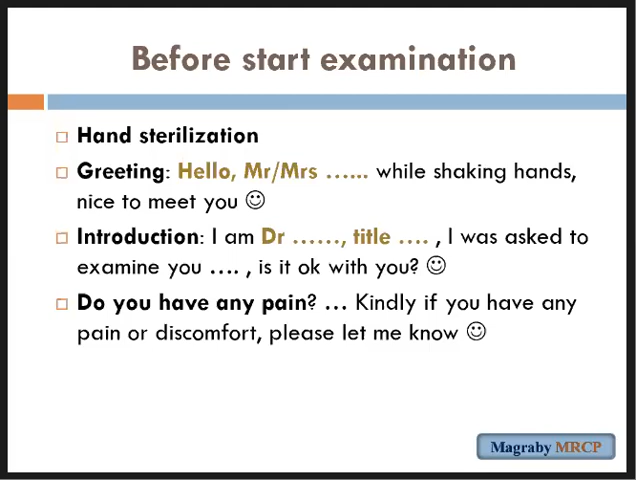 Before start examination
Hand sterilization
Greeting: Hello, Mr/Mrs …... while shaking hands,
nice to meet you ☺
Introduction: I am Dr ……, title …. , I was asked to
examine you …. , is it ok with you? ☺
Do you have any pain? … Kindly if you have any
pain or discomfort, please let me know ☺
Magraby MRCP